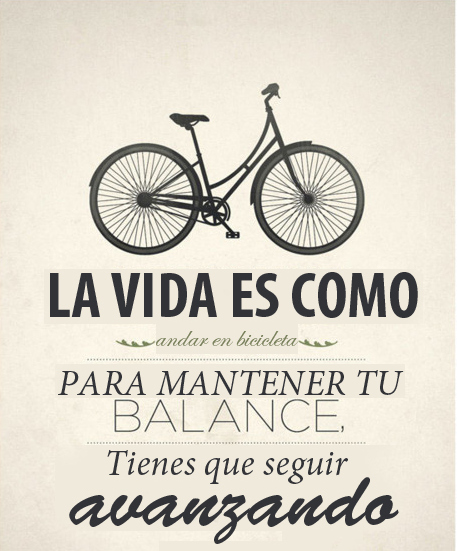 LA VIDA ES COMO
andar en bicicleta
PARA MANTENER TU
BALANCE,
Tienes que seguir
avanzando